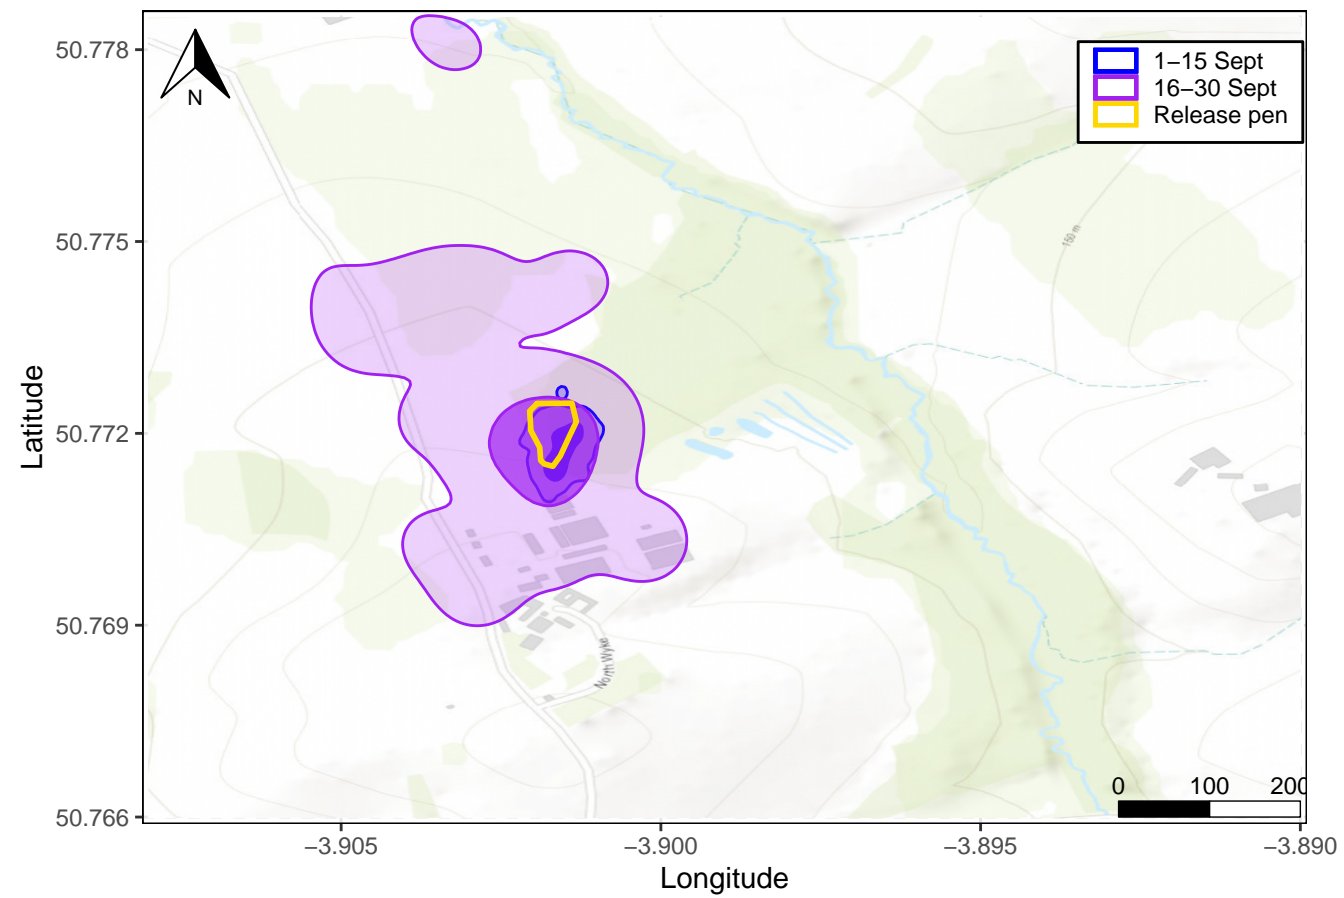 50.778
50.775
50.772
50.769
50.766
Latitude
N
1–15 Sept
16–30 Sept
Release pen
150 m
North Wyke
0 100 200
−3.905 −3.900 −3.895 −3.890
Longitude